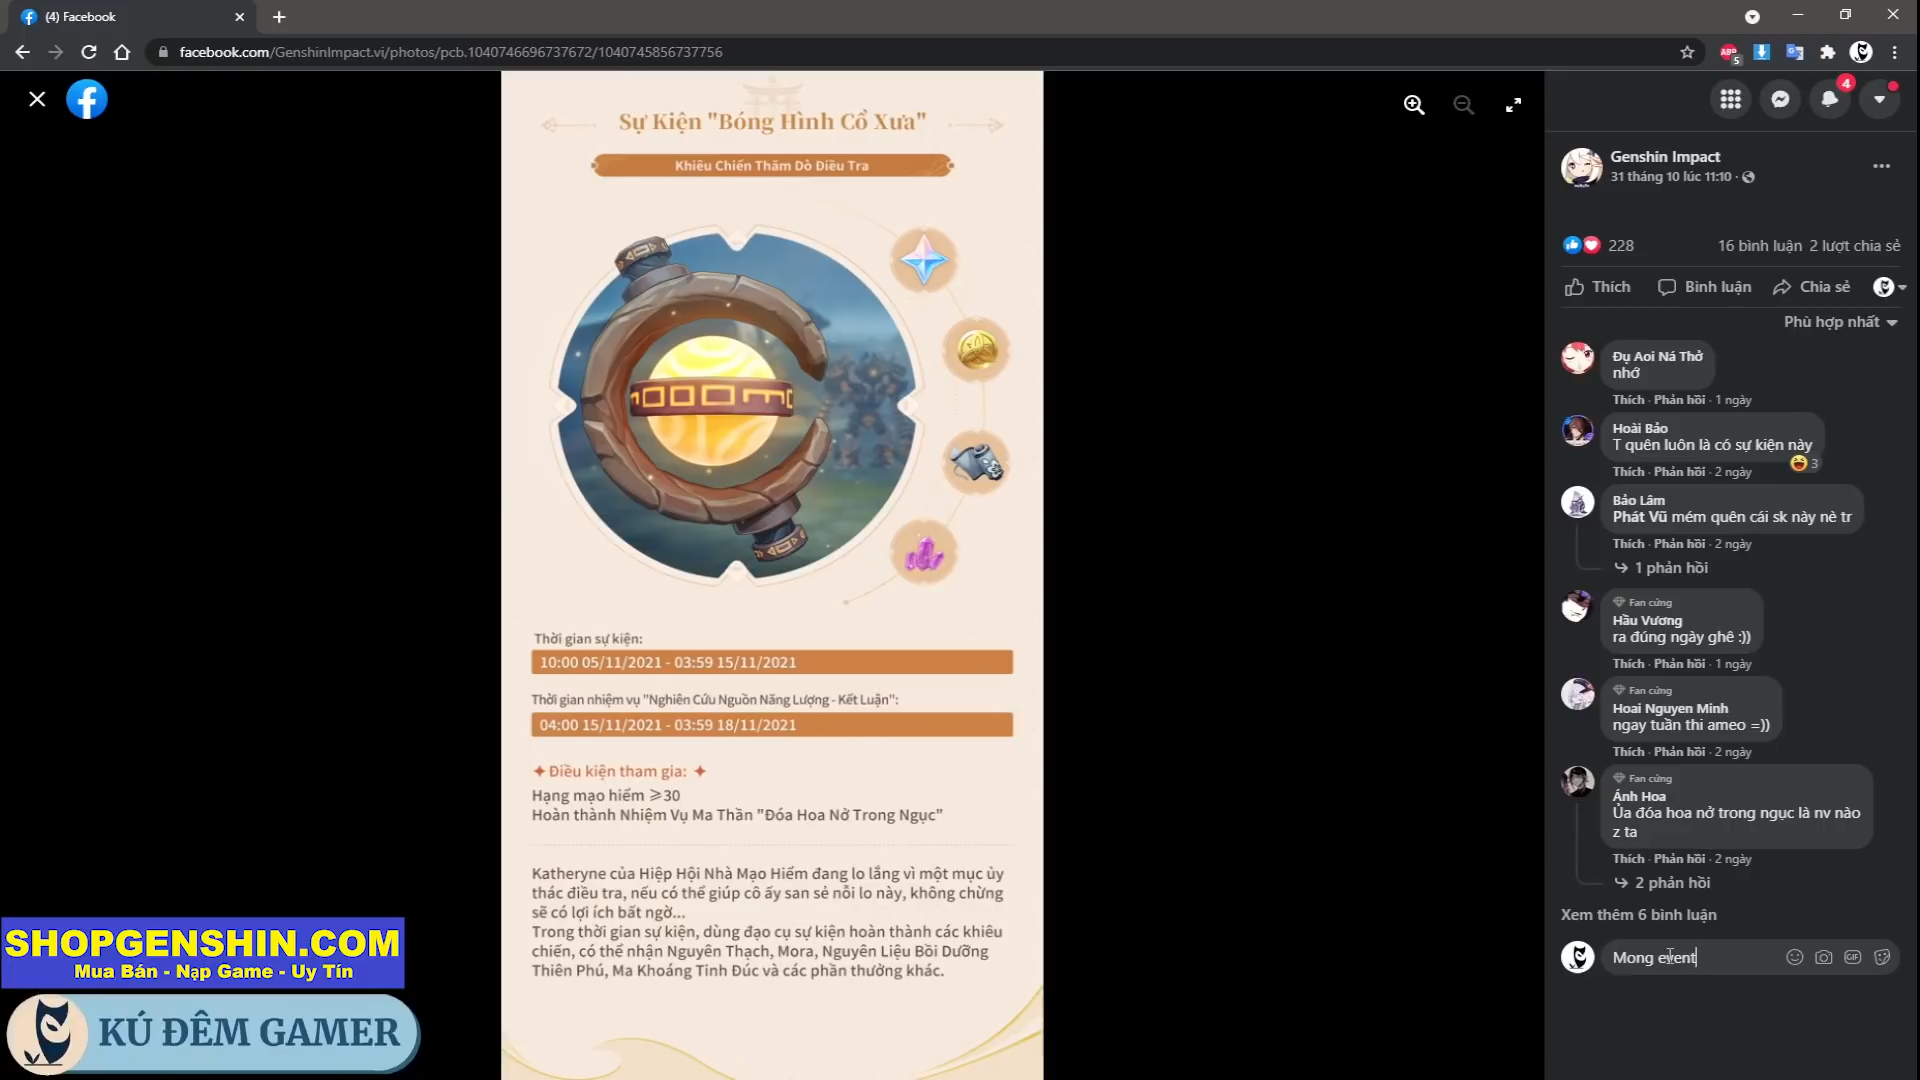 (4) Facebook
facebook.com/GenshinImpact.vi/photos/pcb.1040746696737672/1040745856737756
ABP
5
Sự Kiện "Bóng Hình Cổ Xưa"
Khiêu Chiến Thăm Dò Điều Tra
Thời gian sự kiện:
10:00 05/11/2021 - 03:59 15/11/2021
Thời gian nhiệm vụ "Nghiên Cứu Nguồn Năng Lượng - Kết Luận":
04:00 15/11/2021 - 03:59 18/11/2021
Điều kiện tham gia:
Hạng mạo hiểm ≥30
Hoàn thành Nhiệm Vụ Ma Thần "Đóa Hoa Nở Trong Ngục"
Katheryne của Hiệp Hội Nhà Mạo Hiểm đang lo lắng vì một mục ủy
thác điều tra, nếu có thể giúp cô ấy san sẻ nỗi lo này, không chừng
sẽ có lợi ích bất ngờ...
Trong thời gian sự kiện, dùng đạo cụ sự kiện hoàn thành các khiêu
chiến, có thể nhận Nguyên Thạch, Mora, Nguyên Liệu Bồi Dưỡng
Thiên Phú, Ma Khoáng Tinh Đúc và các phần thưởng khác.
SHOPGENSHIN.COM
Mua Bán - Nạp Game - Uy Tín
KÚ ĐÊM GAMER
4
Genshin Impact
31 tháng 10 lúc 11:10 ·
228
16 bình luận 2 lượt chia sẻ
Thích
Bình luận
Chia sẻ
Phù hợp nhất
Đụ Aoi Ná Thở
nhớ
Thích · Phản hồi · 1 ngày
Hoài Bảo
T quên luôn là có sự kiện này
3
Thích · Phản hồi · 2 ngày
Bảo Lâm
Phát Vũ mém quên cái sk này nè tr
Thích · Phản hồi · 2 ngày
1 phản hồi
Fan cứng
Hầu Vương
ra đúng ngày ghê :))
Thích · Phản hồi · 1 ngày
Fan cứng
Hoai Nguyen Minh
ngay tuần thi ameo =))
Thích · Phản hồi · 2 ngày
Fan cứng
Ánh Hoa
Ủa đóa hoa nở trong ngục là nv nào
z ta
Thích · Phản hồi · 2 ngày
2 phản hồi
Xem thêm 6 bình luận
Mong event
GIF